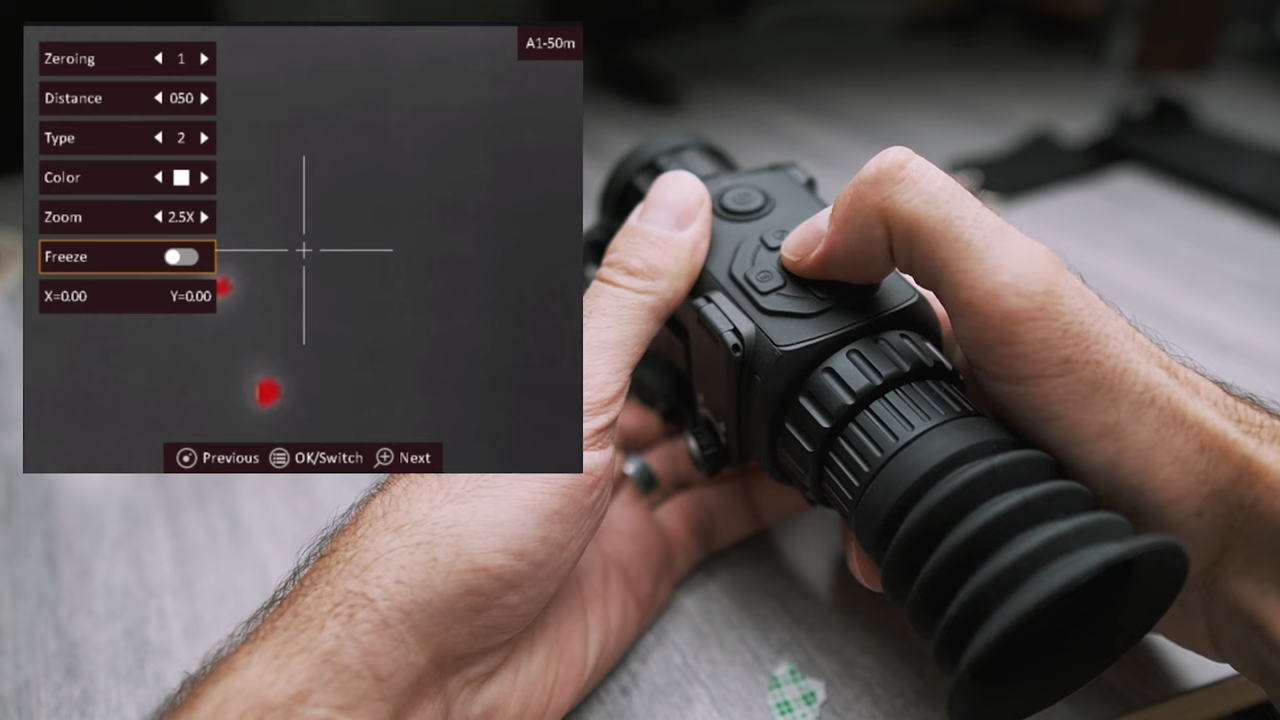 A1-50m
Zeroing 1
Distance 050
Type 2
Color
Zoom 2.5X
Freeze
X=0.00 Y=0.00
Previous OK/Switch Next